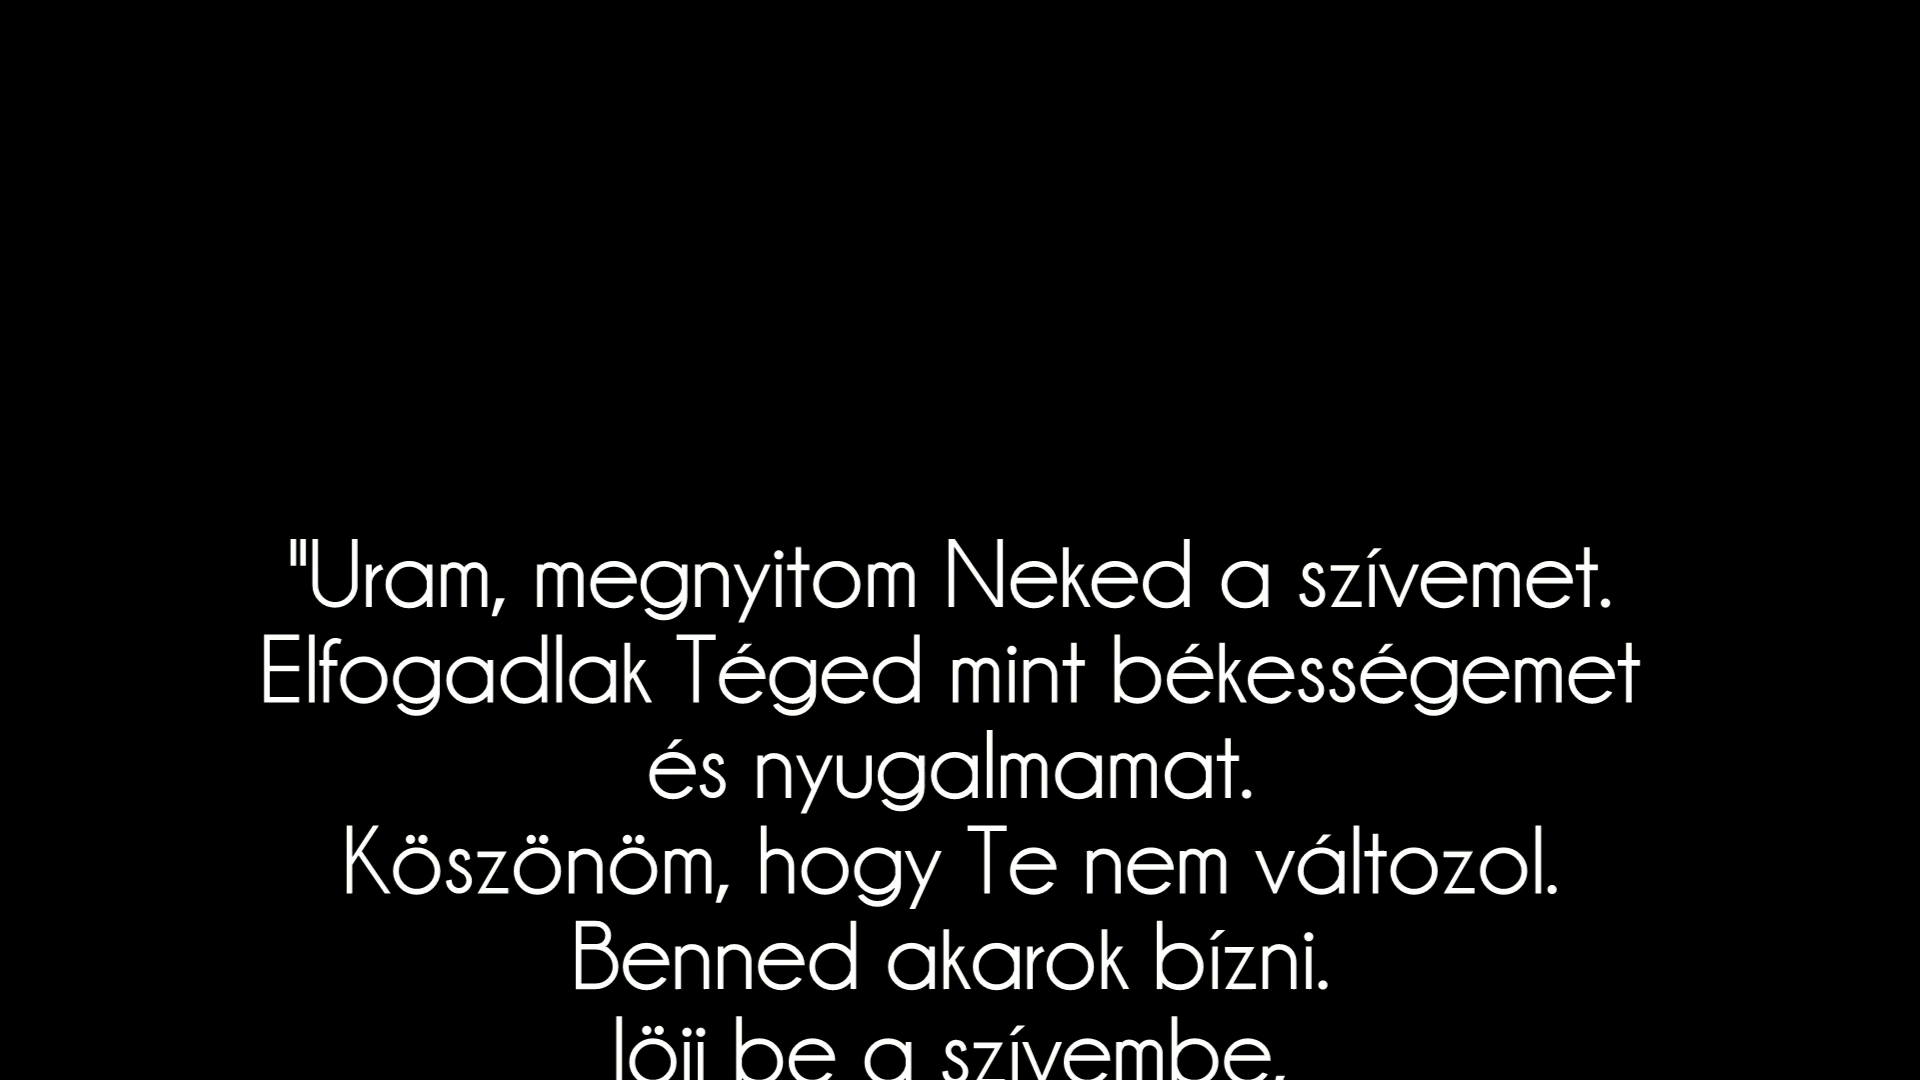 "Uram, megnyitom Neked a szívemet.
Elfogadlak Téged mint békességemet
és nyugalmamat.
Köszönöm, hogy Te nem változol.
Benned akarok bízni.
Jöjj be a szívembe,